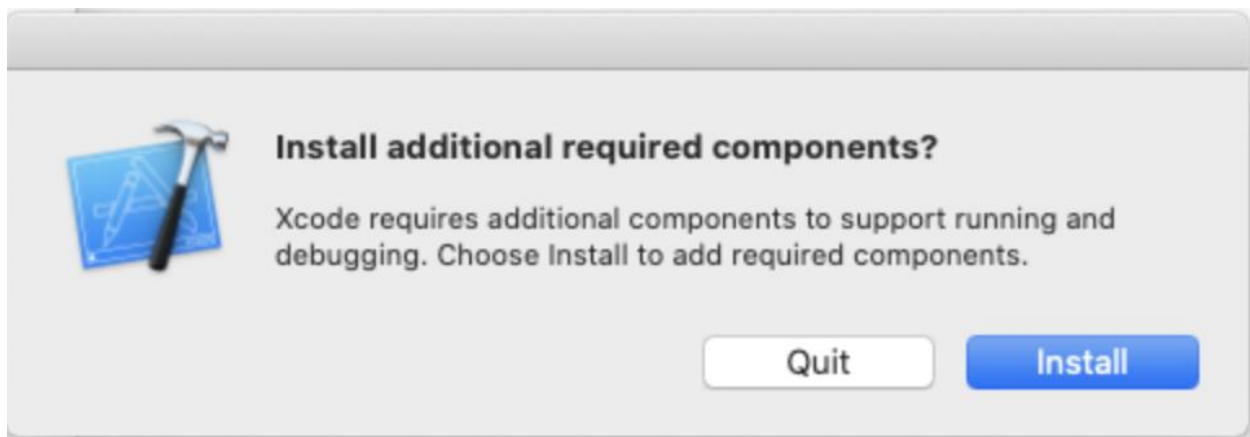 Install additional required components?
Xcode requires additional components to support running and
debugging. Choose Install to add required components.
Quit
Install